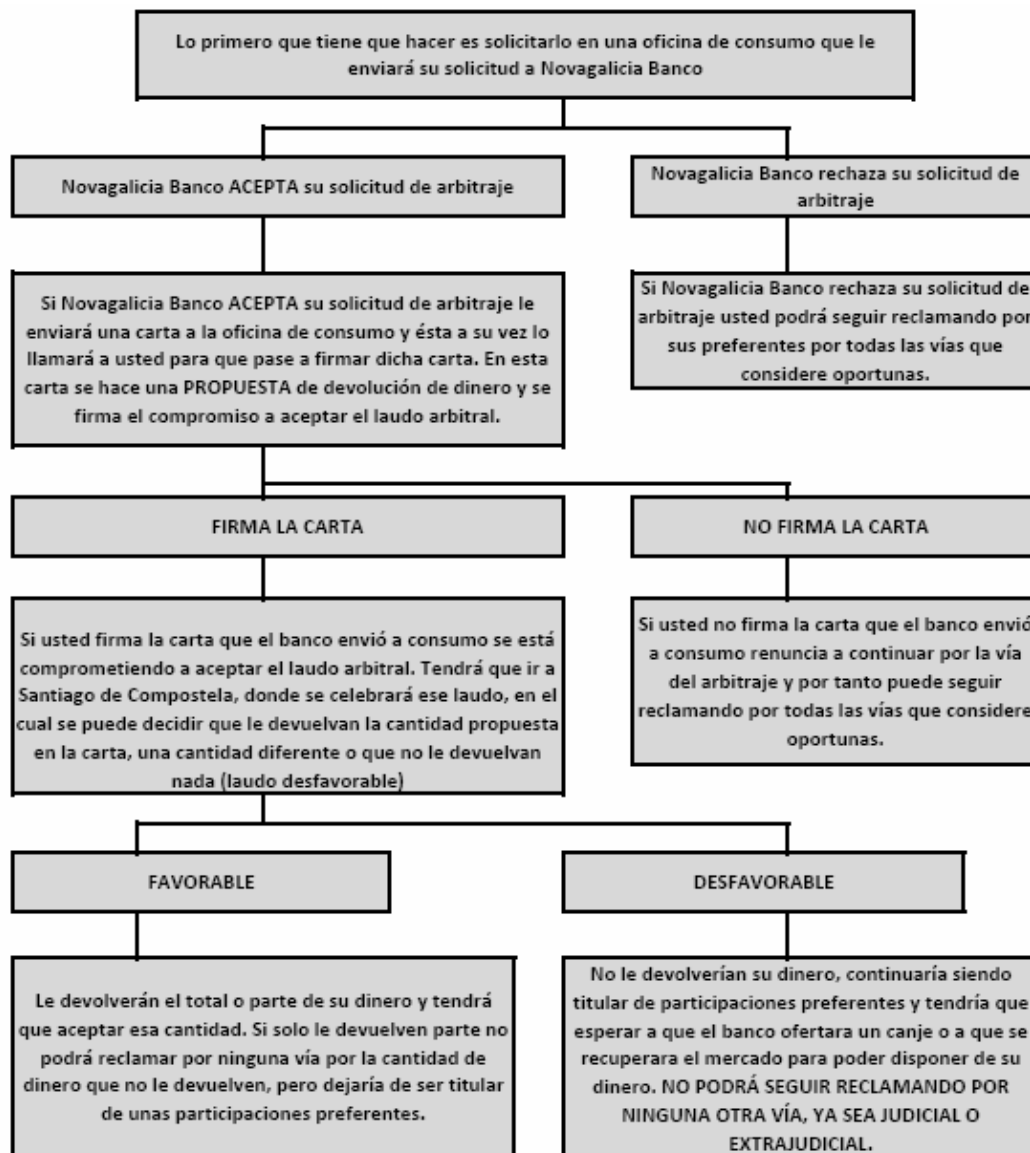 Lo primero que tiene que hacer es solicitarlo en una oficina de consumo que le
enviará su solicitud a Novagalicia Banco
Novagalicia Banco ACEPTA su solicitud de arbitraje
Novagalicia Banco rechaza su solicitud de
arbitraje
Si Novagalicia Banco ACEPTA su solicitud de arbitraje le
enviará una carta a la oficina de consumo y ésta a su vez lo
llamará a usted para que pase a firmar dicha carta. En esta
carta se hace una PROPUESTA de devolución de dinero y se
firma el compromiso a aceptar el laudo arbitral.
Si Novagalicia Banco rechaza su solicitud de
arbitraje usted podrá seguir reclamando por
sus preferentes por todas las vías que
considere oportunas.
FIRMA LA CARTA
NO FIRMA LA CARTA
Si usted firma la carta que el banco envió a consumo se está
comprometiendo a aceptar el laudo arbitral. Tendrá que ir a
Santiago de Compostela, donde se celebrará ese laudo, en el
cual se puede decidir que le devuelvan la cantidad propuesta
en la carta, una cantidad diferente o que no le devuelvan
nada (laudo desfavorable)
Si usted no firma la carta que el banco envió
a consumo renuncia a continuar por la vía
del arbitraje y por tanto puede seguir
reclamando por todas las vías que considere
oportunas.
FAVORABLE
DESFAVORABLE
Le devolverán el total o parte de su dinero y tendrá
que aceptar esa cantidad. Si solo le devuelven parte no
podrá reclamar por ninguna vía por la cantidad de
dinero que no le devuelven, pero dejaría de ser titular
de unas participaciones preferentes.
No le devolverían su dinero, continuaría siendo
titular de participaciones preferentes y tendría que
esperar a que el banco ofertara un canje o a que se
recuperara el mercado para poder disponer de su
dinero. NO PODRÁ SEGUIR RECLAMANDO POR
NINGUNA OTRA VÍA, YA SEA JUDICIAL O
EXTRAJUDICIAL.